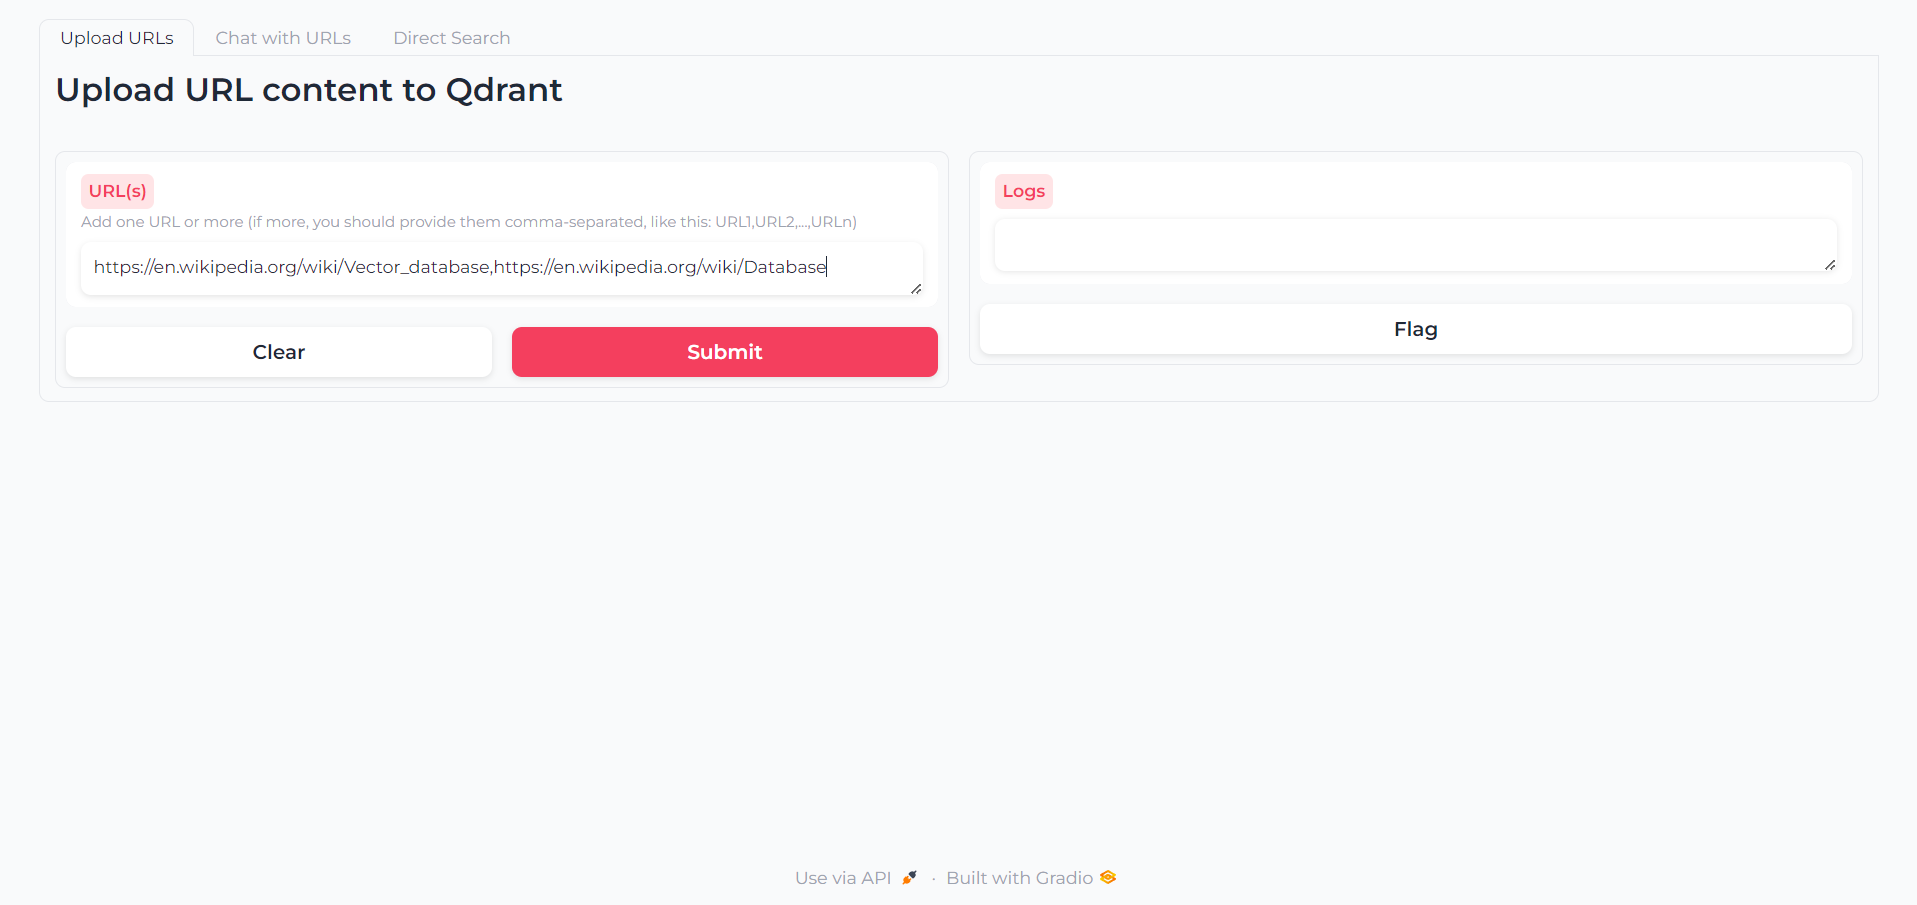 Upload URLs
Chat with URLs
Direct Search
Upload URL content to Qdrant
URL(s)
Add one URL or more (if more, you should provide them comma-separated, like this: URL1,URL2,...,URLn)
https://en.wikipedia.org/wiki/Vector_database,https://en.wikipedia.org/wiki/Database
Clear
Submit
Logs
Flag
Use via API · Built with Gradio